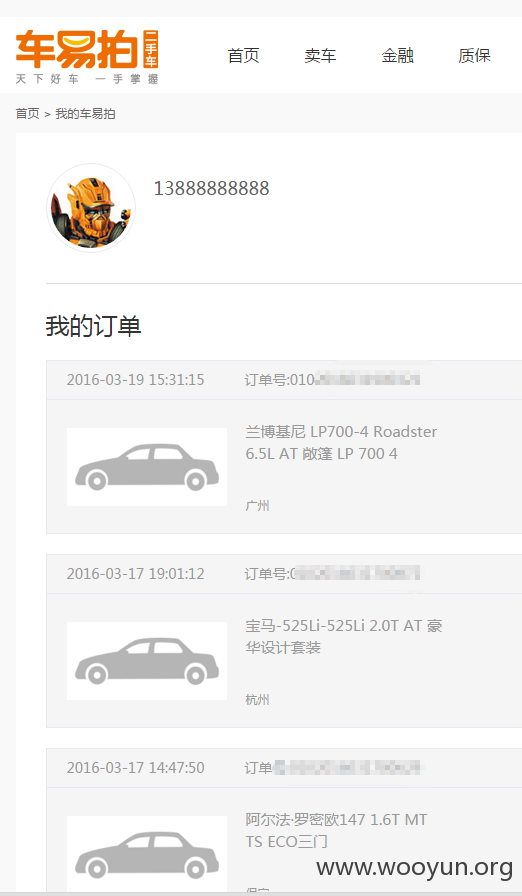 车易拍 二手车
天下好车 一手掌握
首页 卖车 金融 质保
首页 > 我的车易拍
13888888888
我的订单
2016-03-19 15:31:15 订单号:010
兰博基尼 LP700-4 Roadster
6.5L AT 敞篷 LP 700 4
广州
2016-03-17 19:01:12 订单号:0
宝马-525Li-525Li 2.0T AT 豪
华设计套装
杭州
2016-03-17 14:47:50 订单
阿尔法·罗密欧147 1.6T MT
TS ECO三门
www.wooyun.org